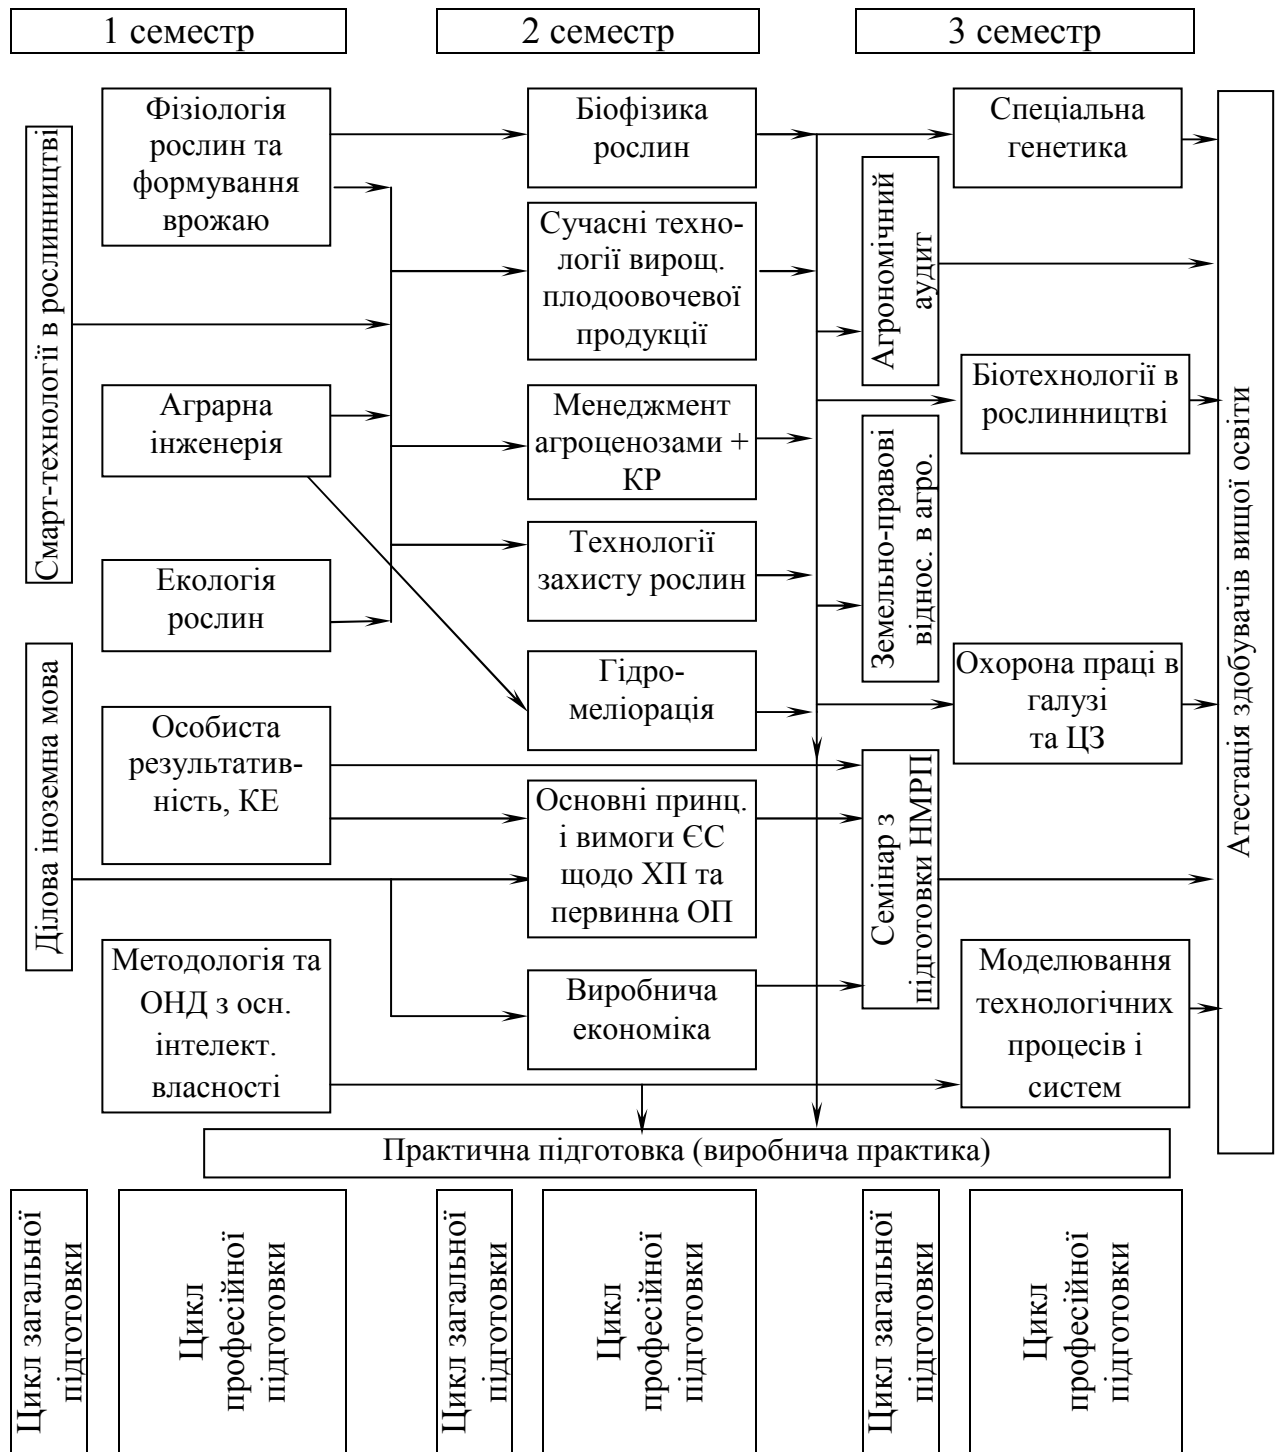 1 семестр
2 семестр
3 семестр
Смарт-технології в рослинництві
Ділова іноземна мова
Фізіологія
рослин та
формування
врожаю
Аграрна
інженерія
Екологія
рослин
Особиста
результатив-
ність, КЕ
Методологія та
ОНД з осн.
інтелект.
власності
Біофізика
рослин
Сучасні техно-
логії вирощ.
плодоовочевої
продукції
Менеджмент
агроценозами +
КР
Технології
захисту рослин
Гідро-
меліорація
Основні принц.
і вимоги ЄС
щодо ХП та
первинна ОП
Виробнича
економіка
Агрономічний
аудит
Земельно-правові
віднос. в агро.
Семінар з
підготовки НМРП
Спеціальна
генетика
Біотехнології в
рослинництві
Охорона праці в
галузі
та ЦЗ
Моделювання
технологічних
процесів і
систем
Атестація здобувачів вищої освіти
Практична підготовка (виробнича практика)
Цикл загальної
підготовки
Цикл
професійної
підготовки
Цикл загальної
підготовки
Цикл
професійної
підготовки
Цикл загальної
підготовки
Цикл
професійної
підготовки